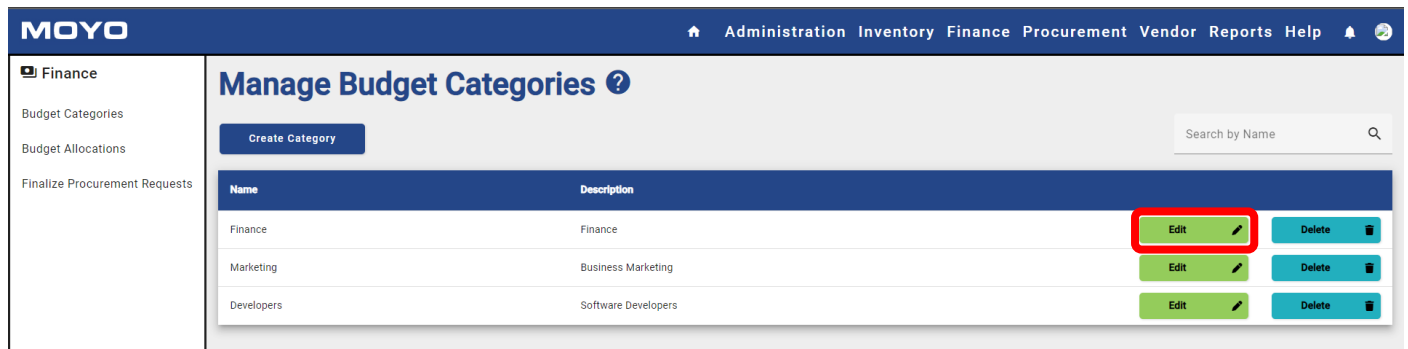 MOYO
Administration Inventory Finance Procurement Vendor Reports Help
Finance
Budget Categories
Budget Allocations
Finalize Procurement Requests
Manage Budget Categories ?
Create Category
Search by Name
Name Description
Finance Finance Edit Delete
Marketing Business Marketing Edit Delete
Developers Software Developers Edit Delete